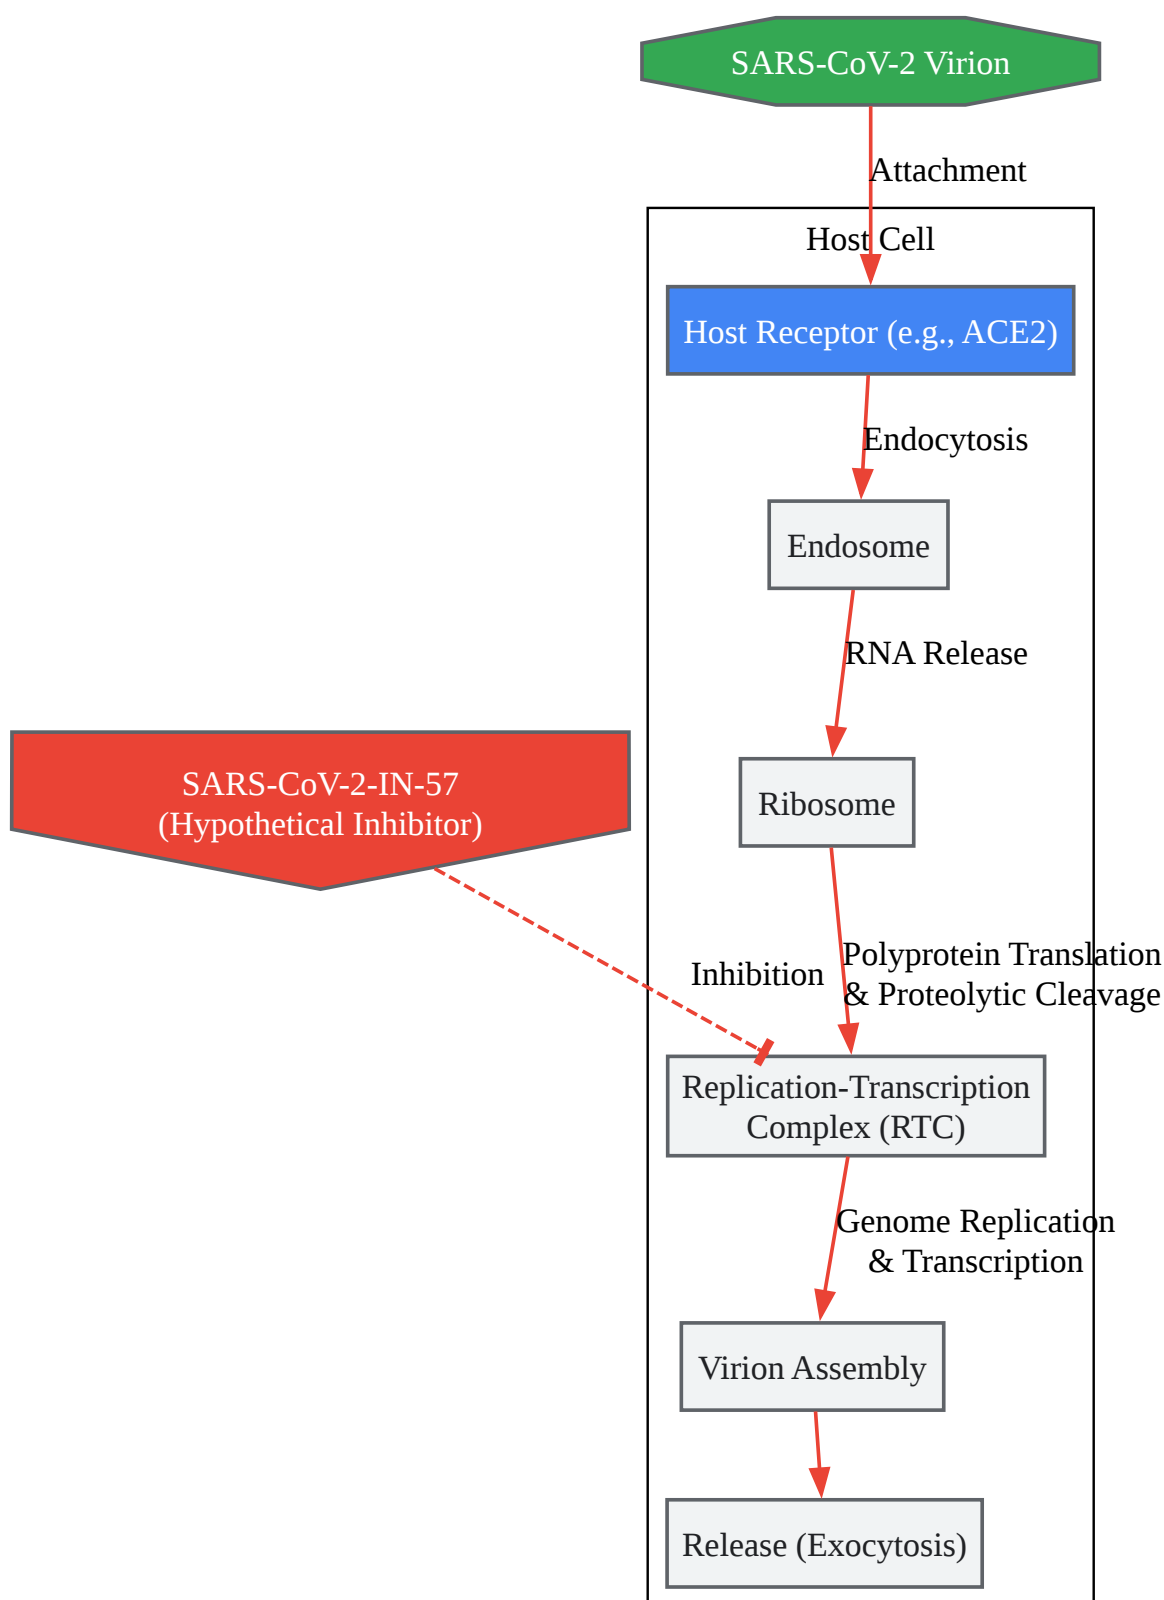 SARS-CoV-2 Virion
Attachment
Host Cell
Host Receptor (e.g., ACE2)
Endocytosis
Endosome
RNA Release
SARS-CoV-2-IN-57
(Hypothetical Inhibitor)
Ribosome
Inhibition
Polyprotein Translation
& Proteolytic Cleavage
Replication-Transcription
Complex (RTC)
Genome Replication
& Transcription
Virion Assembly
Release (Exocytosis)